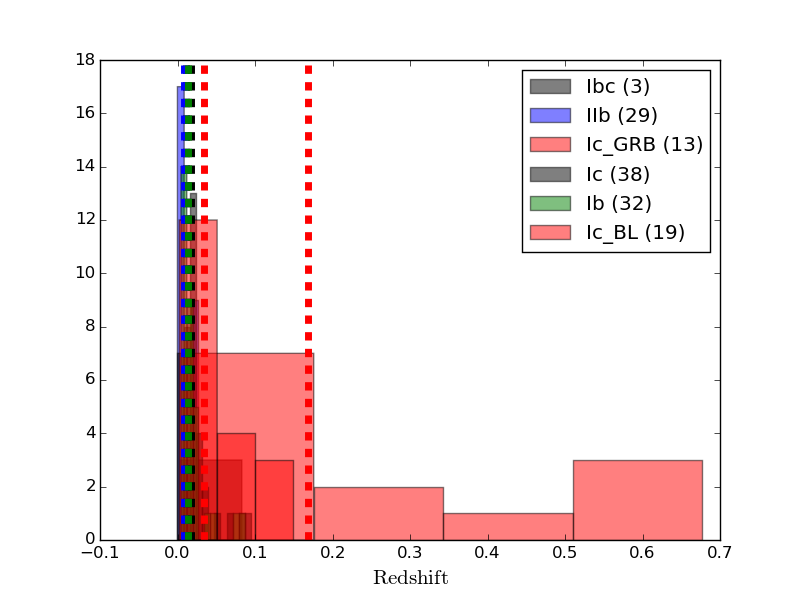 18
16
14
12
10
8
6
4
2
0
−0.1 0.0 0.1 0.2 0.3 0.4 0.5 0.6 0.7
Redshift
Ibc (3)
IIb (29)
Ic_GRB (13)
Ic (38)
Ib (32)
Ic_BL (19)